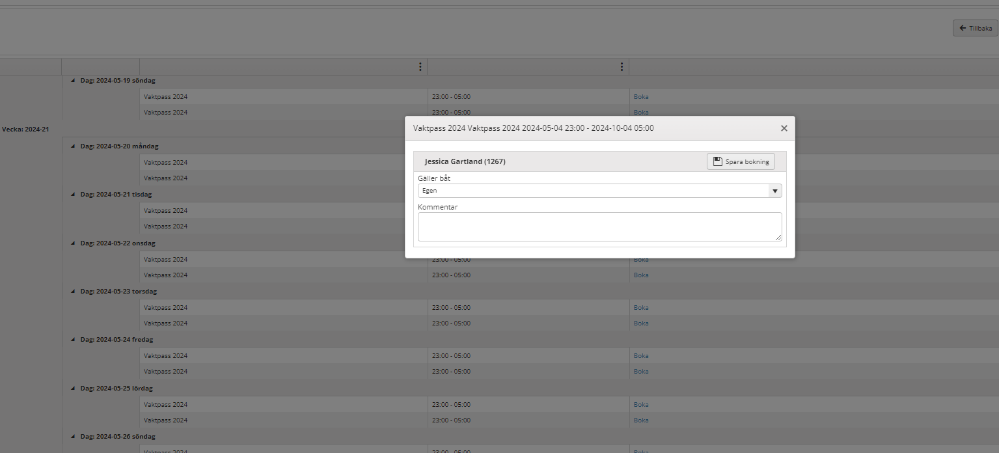 Tillbaka
Dag: 2024-05-19 söndag
Vaktpass 2024 23:00 - 05:00 Boka
Vaktpass 2024 23:00 - 05:00 Boka
Vecka: 2024-21
Dag: 2024-05-20 måndag
Vaktpass 2024
Vaktpass 2024
Dag: 2024-05-21 tisdag
Vaktpass 2024
Vaktpass 2024
Dag: 2024-05-22 onsdag
Vaktpass 2024 23:00 - 05:00 Boka
Vaktpass 2024 23:00 - 05:00 Boka
Dag: 2024-05-23 torsdag
Vaktpass 2024 23:00 - 05:00 Boka
Vaktpass 2024 23:00 - 05:00 Boka
Dag: 2024-05-24 fredag
Vaktpass 2024 23:00 - 05:00 Boka
Vaktpass 2024 23:00 - 05:00 Boka
Dag: 2024-05-25 lördag
Vaktpass 2024 23:00 - 05:00 Boka
Vaktpass 2024 23:00 - 05:00 Boka
Dag: 2024-05-26 söndag
Vaktpass 2024 23:00 - 05:00 Boka
Vaktpass 2024 Vaktpass 2024 2024-05-04 23:00 - 2024-10-04 05:00
Jessica Gartland (1267)
Spara bokning
Gäller båt
Egen
Kommentar